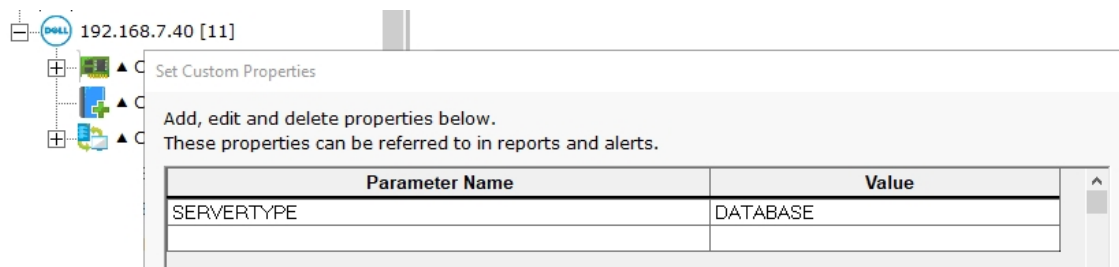 DELL 192.168.7.40 [11]
▲ C
Set Custom Properties
▲ C
Add, edit and delete properties below.
▲ C
These properties can be referred to in reports and alerts.
Parameter Name Value
SERVERTYPE DATABASE